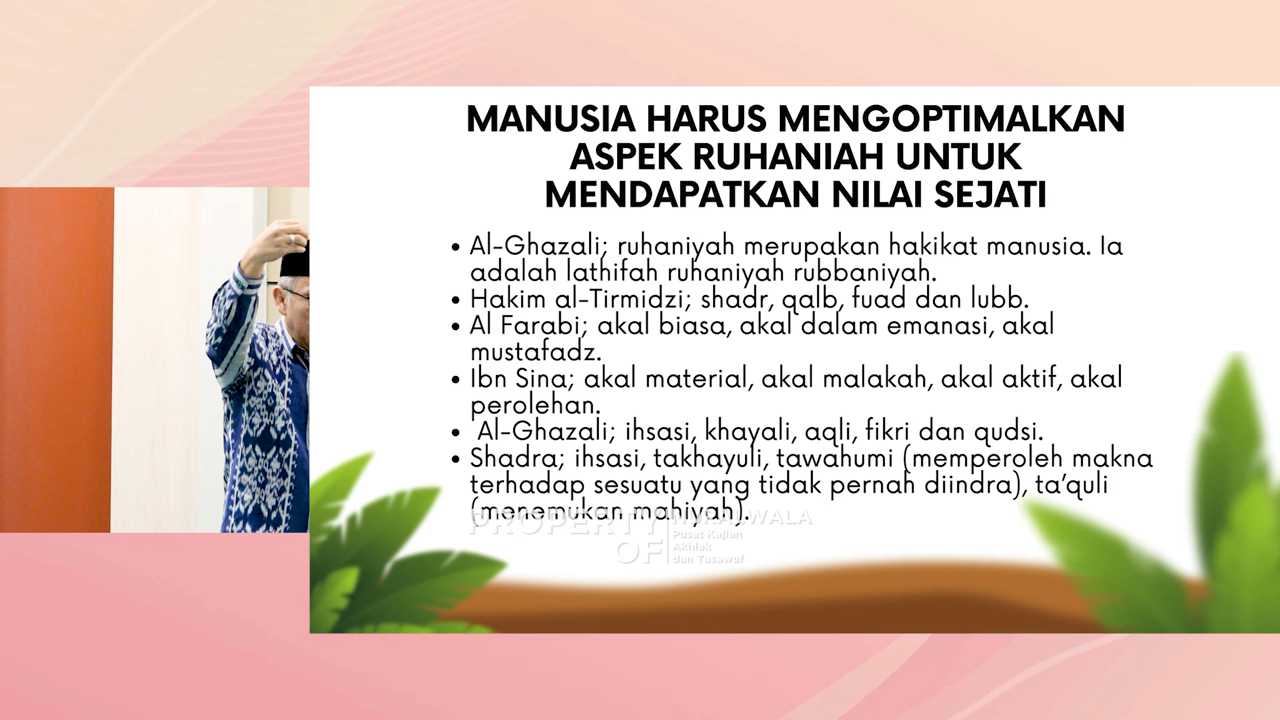 MANUSIA HARUS MENGOPTIMALKAN
ASPEK RUHANIAH UNTUK
MENDAPATKAN NILAI SEJATI
• Al-Ghazali; ruhaniyah merupakan hakikat manusia. Ia
adalah lathifah ruhaniyah rubbaniyah.
• Hakim al-Tirmidzi; shadr, qalb, fuad dan lubb.
• Al Farabi; akal biasa, akal dalam emanasi, akal
mustafadz.
• Ibn Sina; akal material, akal malakah, akal aktif, akal
perolehan.
• Al-Ghazali; ihsasi, khayali, aqli, fikri dan qudsi.
• Shadra; ihsasi, takhayuli, tawahumi (memperoleh makna
terhadap sesuatu yang tidak pernah diindra), ta'quli
(menemukan mahiyah).
PROPERTY
OF
NURALWALA
Pusat Kajian
Akhlak
dan Tasawuf